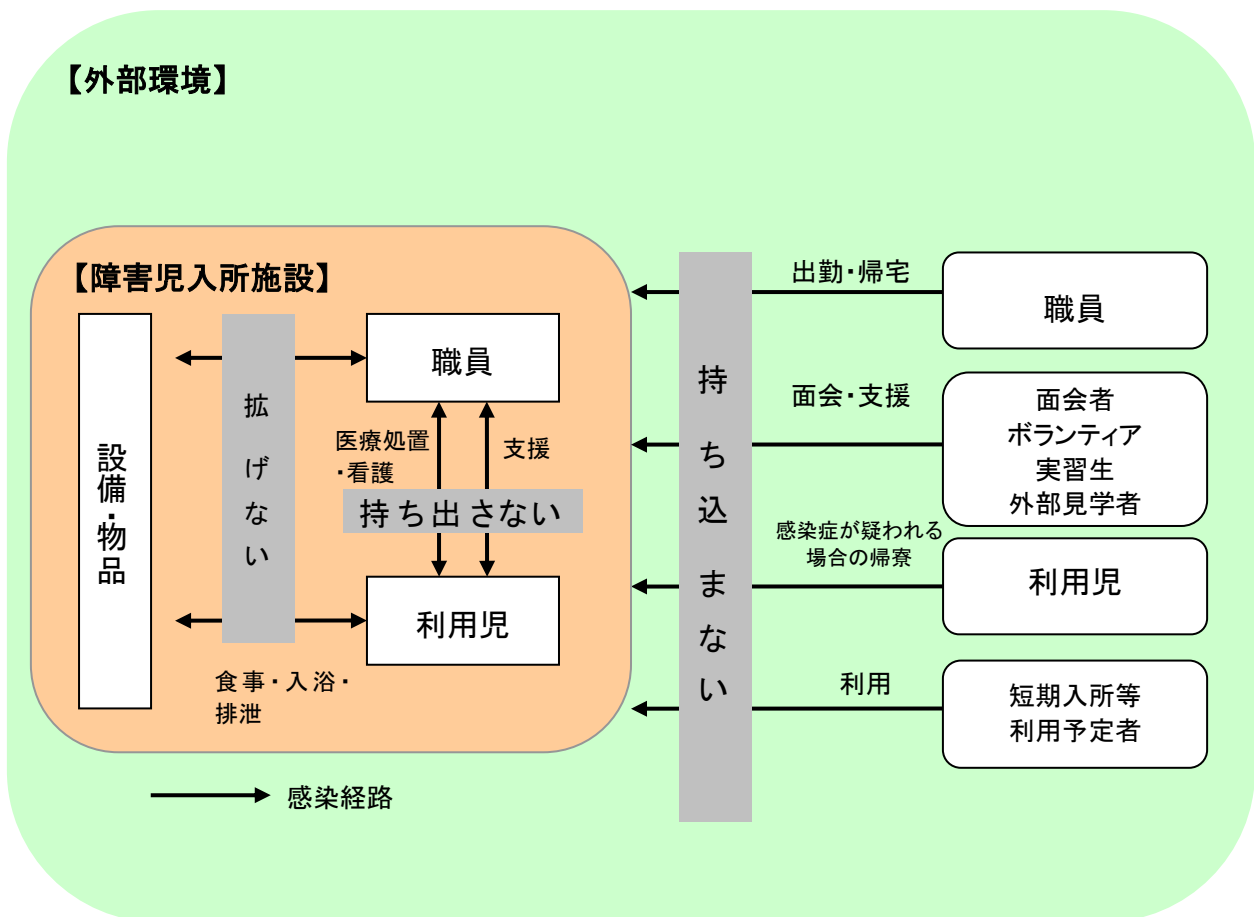 【外部環境】
【障害児入所施設】
設備・物品
拡げない
職員
医療処置
・看護
支援
持ち出さない
利用児
食事・入浴・
排泄
感染経路
持ち込まない
出勤・帰宅
職員
面会・支援
面会者
ボランティア
実習生
外部見学者
感染症が疑われる
場合の帰寮
利用児
利用
短期入所等
利用予定者